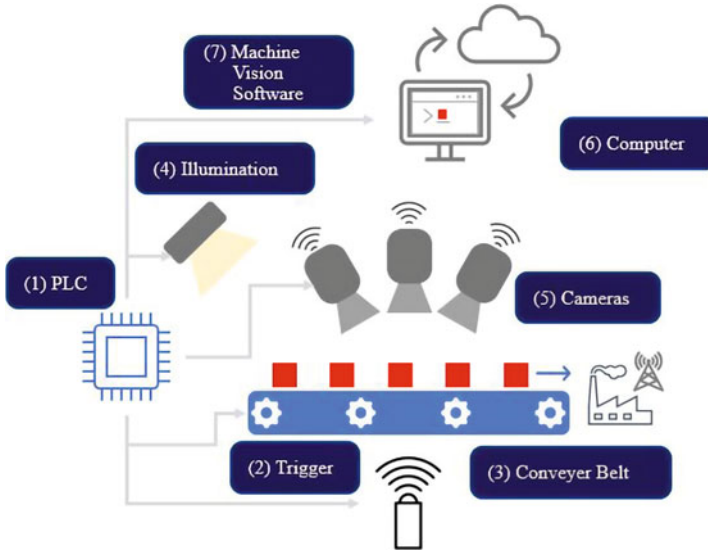 (7) Machine
Vision
Software
(4) Illumination
(6) Computer
(1) PLC
(5) Cameras
(2) Trigger
(3) Conveyer Belt